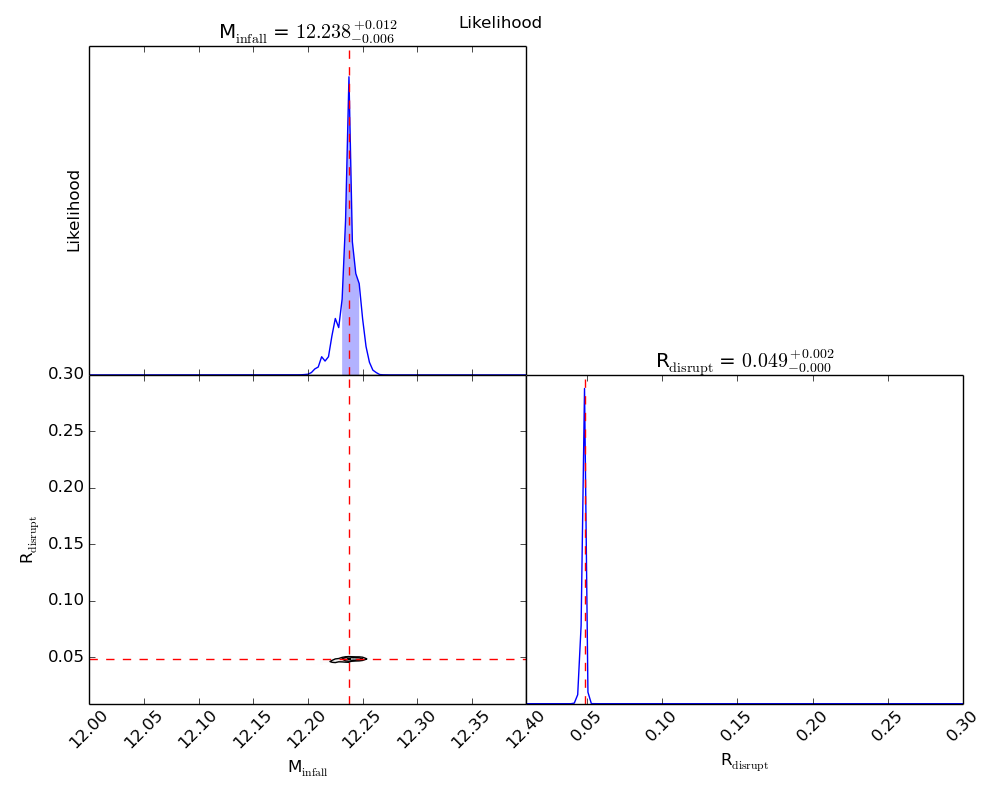 Likelihood
M_infall = 12.238 +0.012 −0.006
Likelihood
R_disrupt = 0.049 +0.002 −0.000
0.30
0.25
0.20
0.15
0.10
0.05
R_disrupt
12.00 12.05 12.10 12.15 12.20 12.25 12.30 12.35 12.40
0.05 0.10 0.15 0.20 0.25 0.30
M_infall
R_disrupt